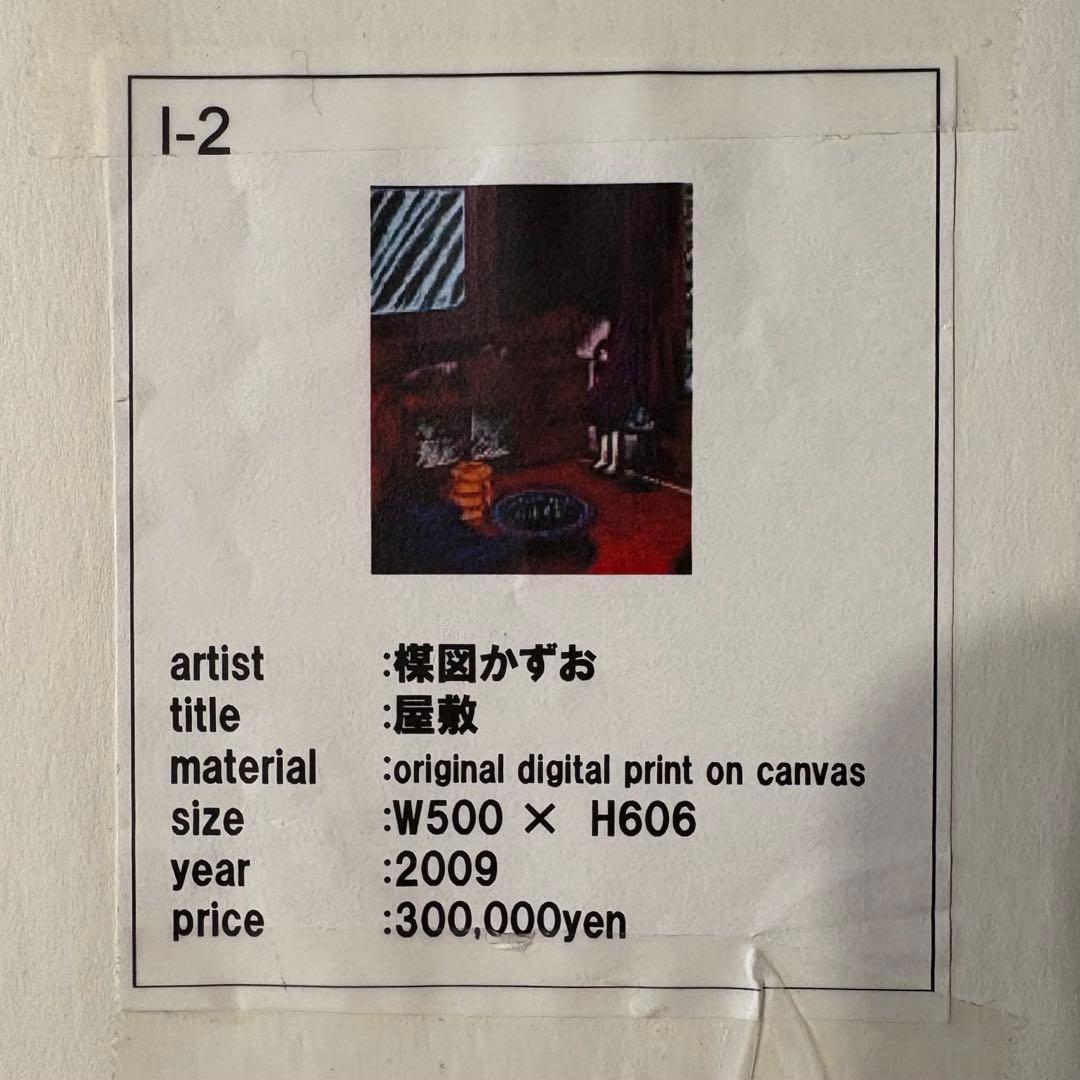 I-2
artist :楳図かずお
title :屋敷
material :original digital print on canvas
size :W500 × H606
year :2009
price :300,000yen